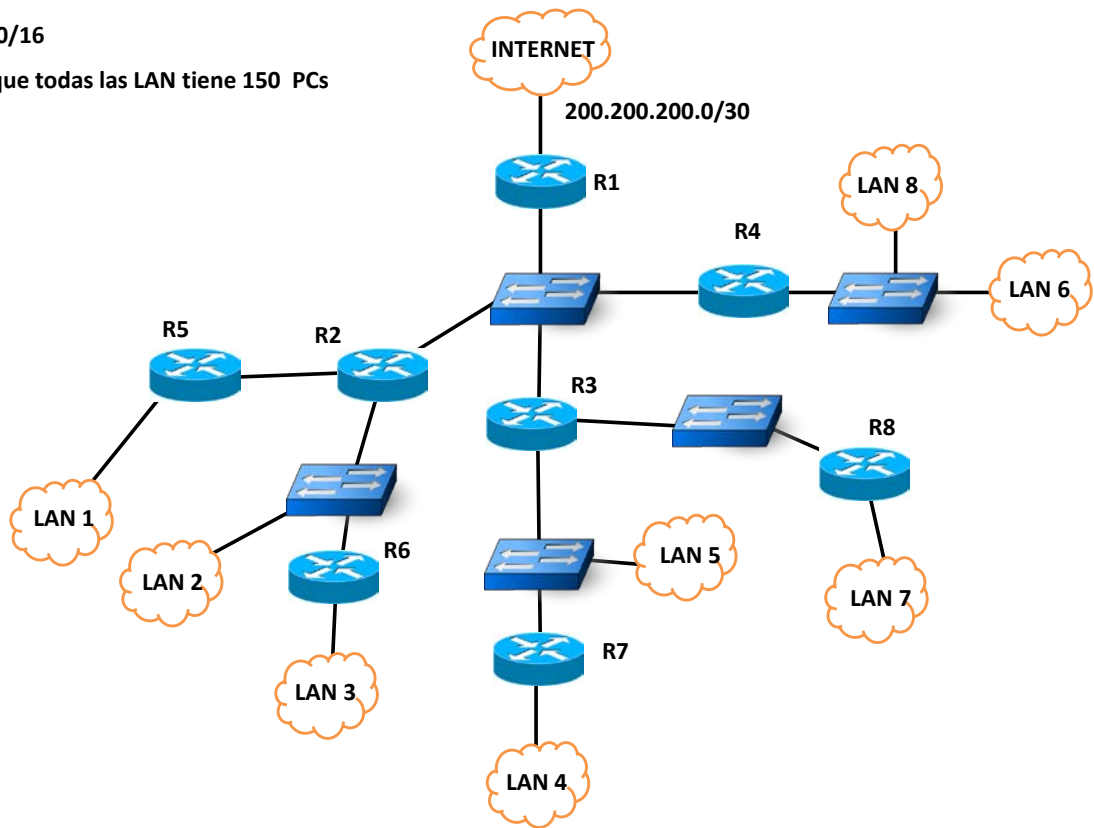 0/16
que todas las LAN tiene 150 PCs
INTERNET
200.200.200.0/30
R1
LAN 8
R4
LAN 6
R5
R2
R3
R8
LAN 1
LAN 2
R6
LAN 5
LAN 7
R7
LAN 3
LAN 4